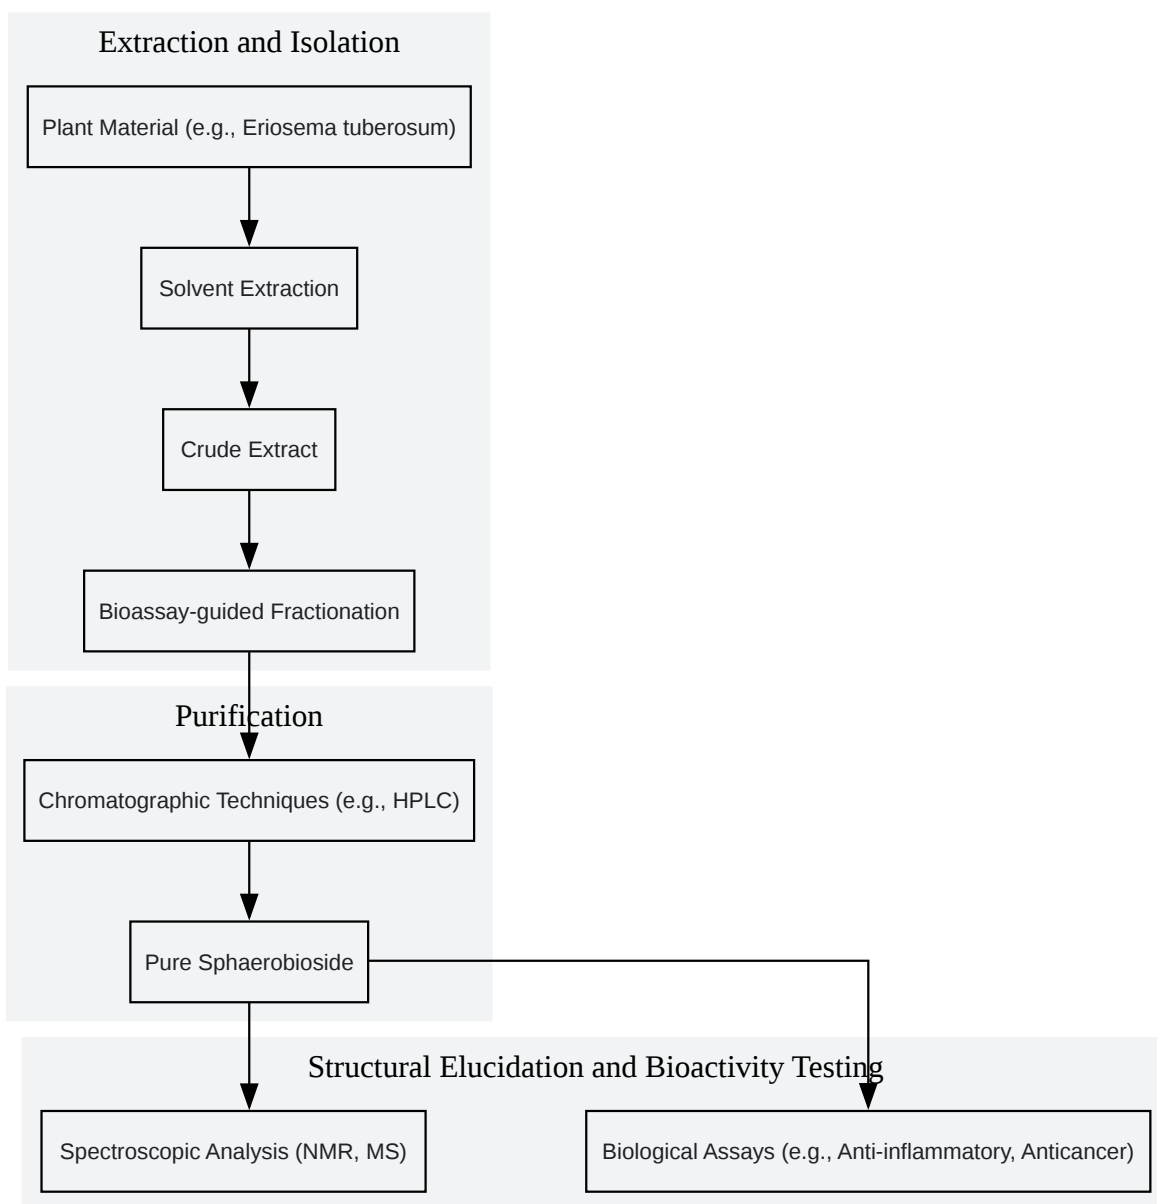 Extraction and Isolation
Plant Material (e.g., Eriosema tuberosum)
Solvent Extraction
Crude Extract
Bioassay-guided Fractionation
Purification
Chromatographic Techniques (e.g., HPLC)
Pure Sphaerobioside
Structural Elucidation and Bioactivity Testing
Spectroscopic Analysis (NMR, MS)
Biological Assays (e.g., Anti-inflammatory, Anticancer)